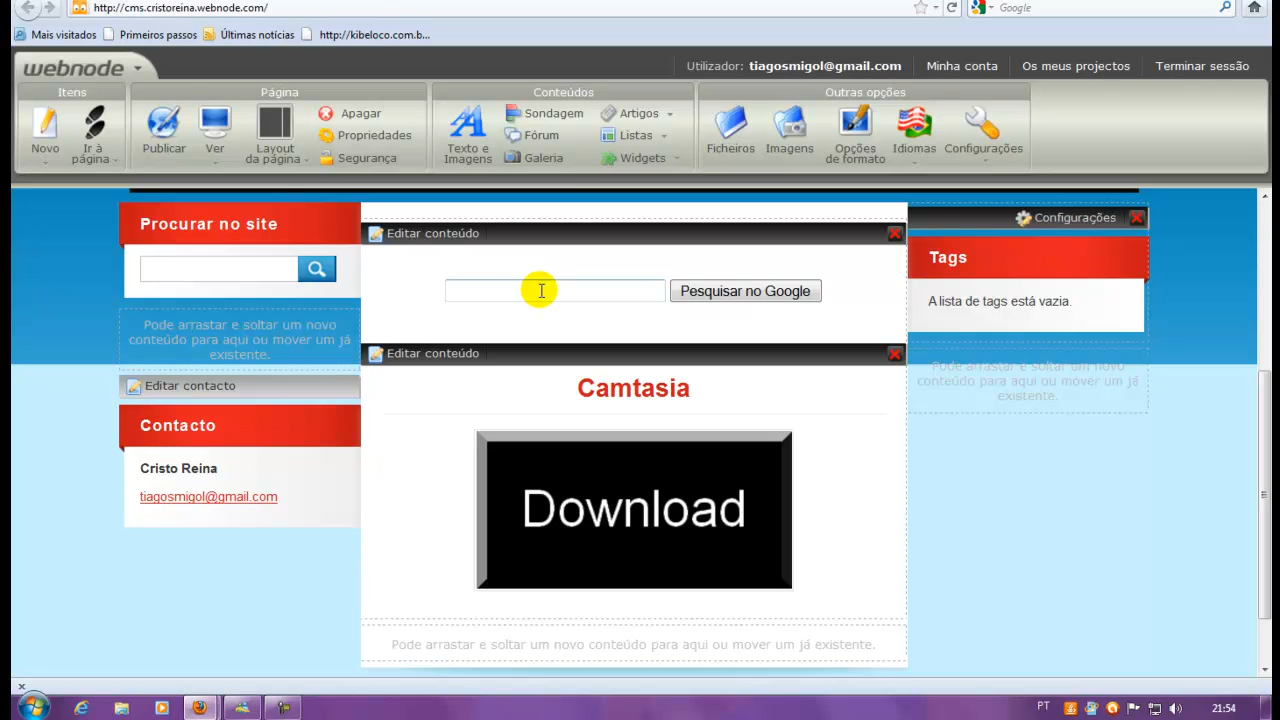 http://cms.cristoreina.webnode.com/
Google
Mais visitados
Primeiros passos
Últimas notícias
http://kibeloco.com.b...
webnode
Utilizador: tiagosmigol@gmail.com
Minha conta
Os meus projectos
Terminar sessão
Itens
Página
Conteúdos
Outras opções
Novo
Ir à página
Publicar
Ver
Layout da página
Apagar
Propriedades
Segurança
Texto e Imagens
Sondagem
Fórum
Galeria
Artigos
Listas
Widgets
Ficheiros
Imagens
Opções de formato
Idiomas
Configurações
Procurar no site
Pode arrastar e soltar um novo
conteúdo para aqui ou mover um já
existente.
Editar contacto
Contacto
Cristo Reina
tiagosmigol@gmail.com
Editar conteúdo
Pesquisar no Google
Editar conteúdo
Camtasia
Download
Pode arrastar e soltar um novo conteúdo para aqui ou mover um já existente.
Configurações
Tags
A lista de tags está vazia.
Pode arrastar e soltar um novo
conteúdo para aqui ou mover um já
existente.
PT
21:54